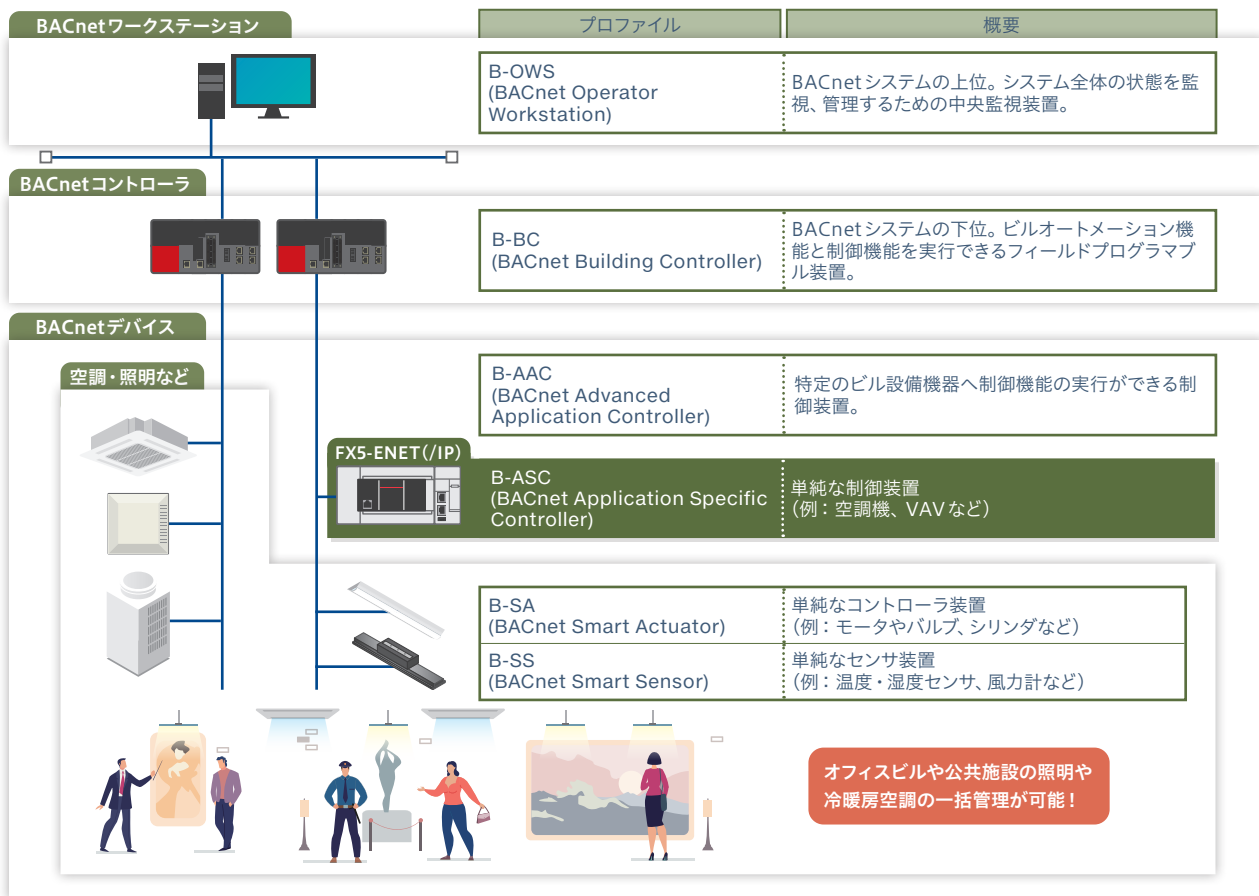 BACnetワークステーション
プロファイル
概要
B-OWS
(BACnet Operator
Workstation)
BACnetシステムの上位。システム全体の状態を監
視、管理するための中央監視装置。
BACnetコントローラ
B-BC
(BACnet Building Controller)
BACnetシステムの下位。ビルオートメーション機
能と制御機能を実行できるフィールドプログラマブ
ル装置。
BACnetデバイス
空調・照明など
B-AAC
(BACnet Advanced
Application Controller)
特定のビル設備機器へ制御機能の実行ができる制
御装置。
FX5-ENET(/IP)
B-ASC
(BACnet Application Specific
Controller)
単純な制御装置
(例：空調機、VAVなど)
B-SA
(BACnet Smart Actuator)
単純なコントローラ装置
(例：モータやバルブ、シリンダなど)
B-SS
(BACnet Smart Sensor)
単純なセンサ装置
(例：温度・湿度センサ、風力計など)
オフィスビルや公共施設の照明や
冷暖房空調の一括管理が可能！